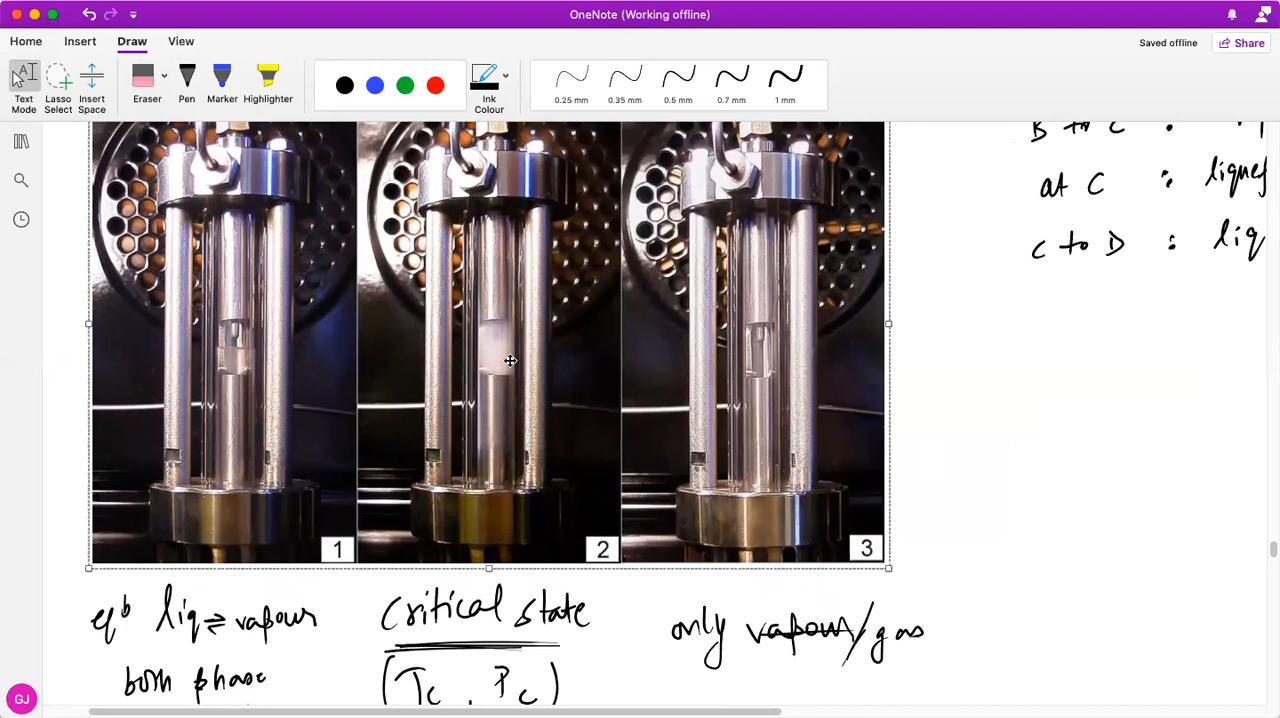 OneNote (Working offline)
Home Insert Draw View
Saved offline
Share
Text Mode
Lasso Select
Insert Space
Eraser
Pen
Marker
Highlighter
Ink Colour
0.25 mm
0.35 mm
0.5 mm
0.7 mm
1 mm
B to C :
at C : liquef
C to D : liq
1
2
3
eqb liq ⇌ vapour
both phase
critical state
(Tc, Pc)
only vapour/gas
GJ